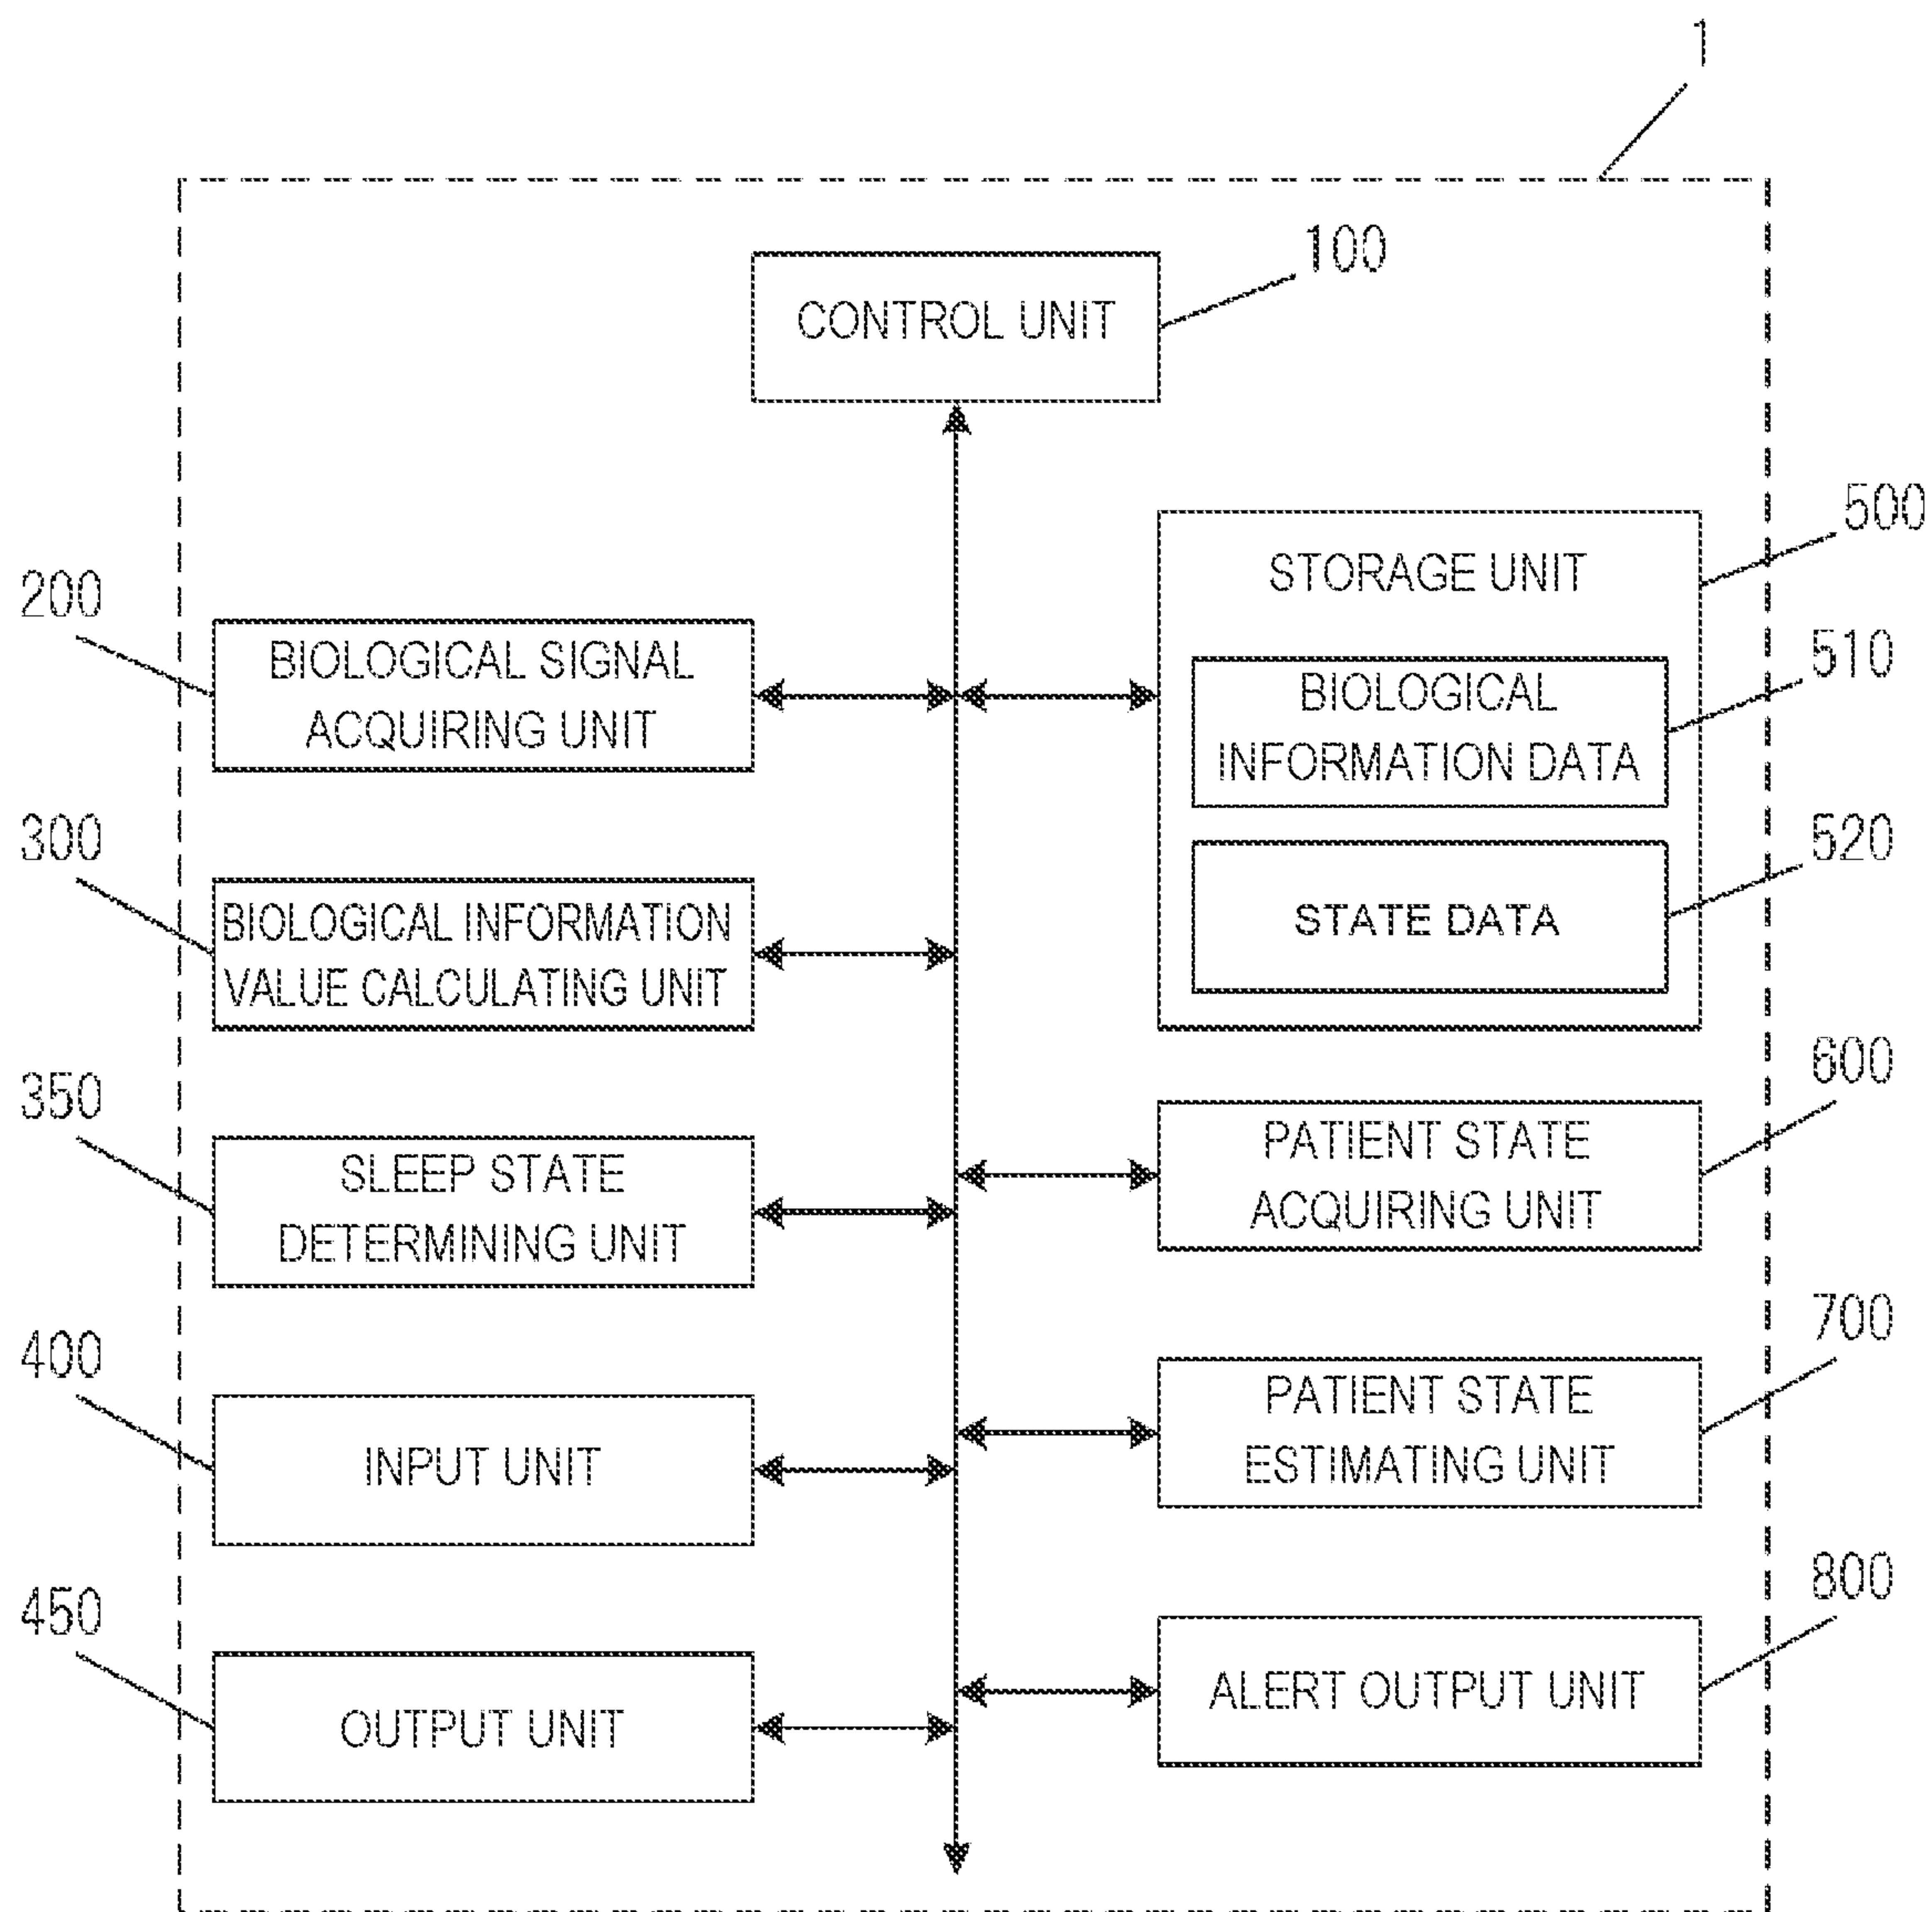 1
100
CONTROL UNIT
500
STORAGE UNIT
200
BIOLOGICAL SIGNAL
ACQUIRING UNIT
510
BIOLOGICAL
INFORMATION DATA
300
BIOLOGICAL INFORMATION
VALUE CALCULATING UNIT
520
STATE DATA
350
SLEEP STATE
DETERMINING UNIT
600
PATIENT STATE
ACQUIRING UNIT
400
INPUT UNIT
700
PATIENT STATE
ESTIMATING UNIT
450
OUTPUT UNIT
800
ALERT OUTPUT UNIT